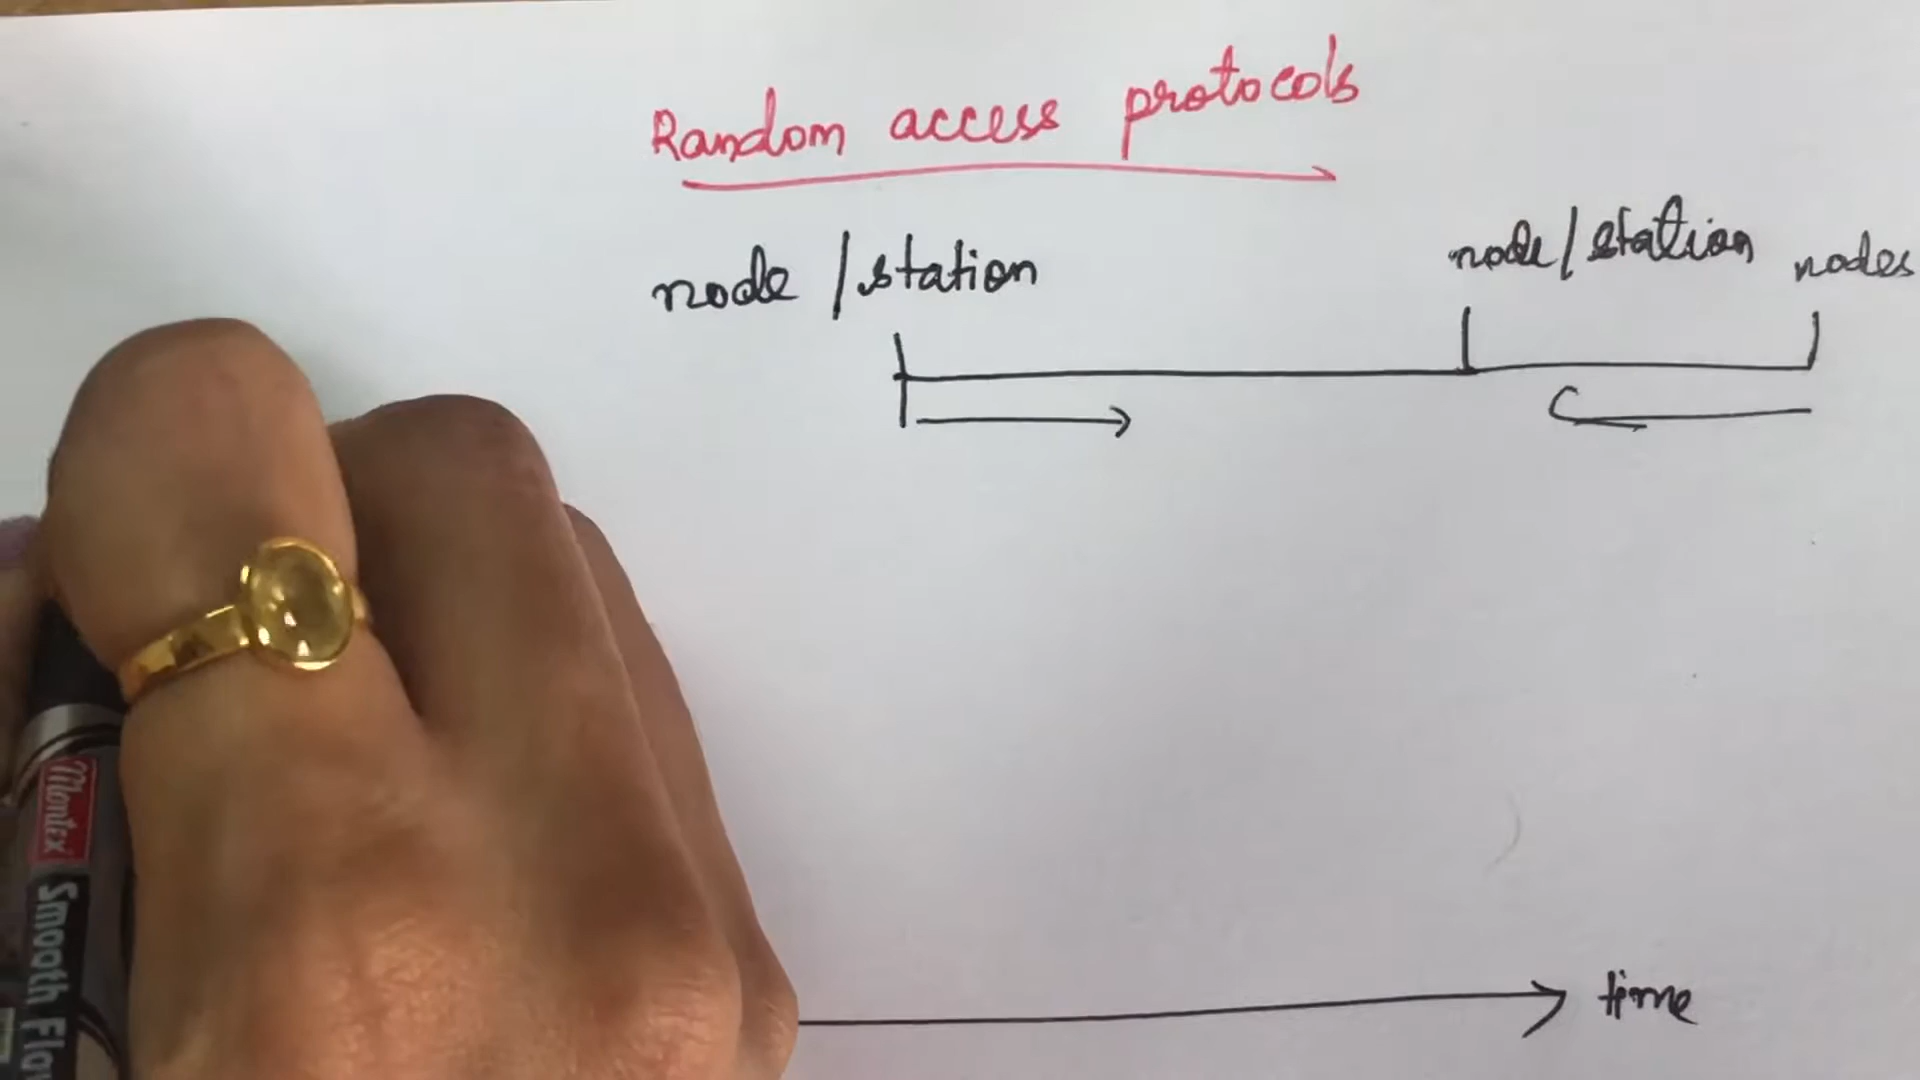 Random access protocols
node / station
node / station nodes
time
Montex
Smooth Flo